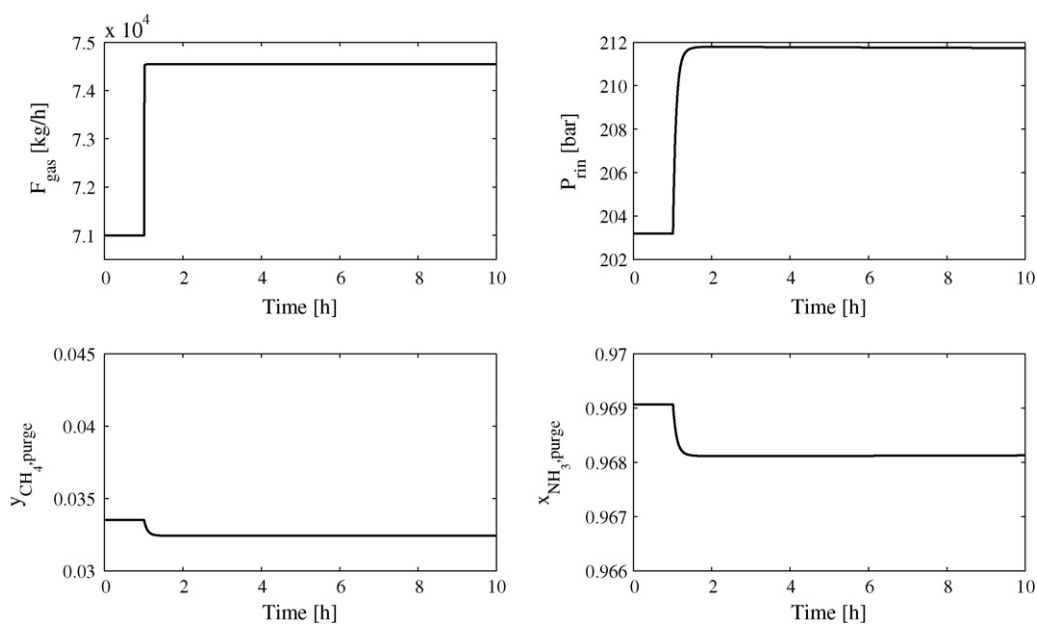 x 10⁴
7.5
7.4
7.3
7.2
7.1
F_gas [kg/h]
0 2 4 6 8 10
Time [h]
212
210
208
206
204
202
P_rin [bar]
0 2 4 6 8 10
Time [h]
0.045
0.04
0.035
0.03
y_CH₄,purge
0 2 4 6 8 10
Time [h]
0.97
0.969
0.968
0.967
0.966
x_NH₃,purge
0 2 4 6 8 10
Time [h]